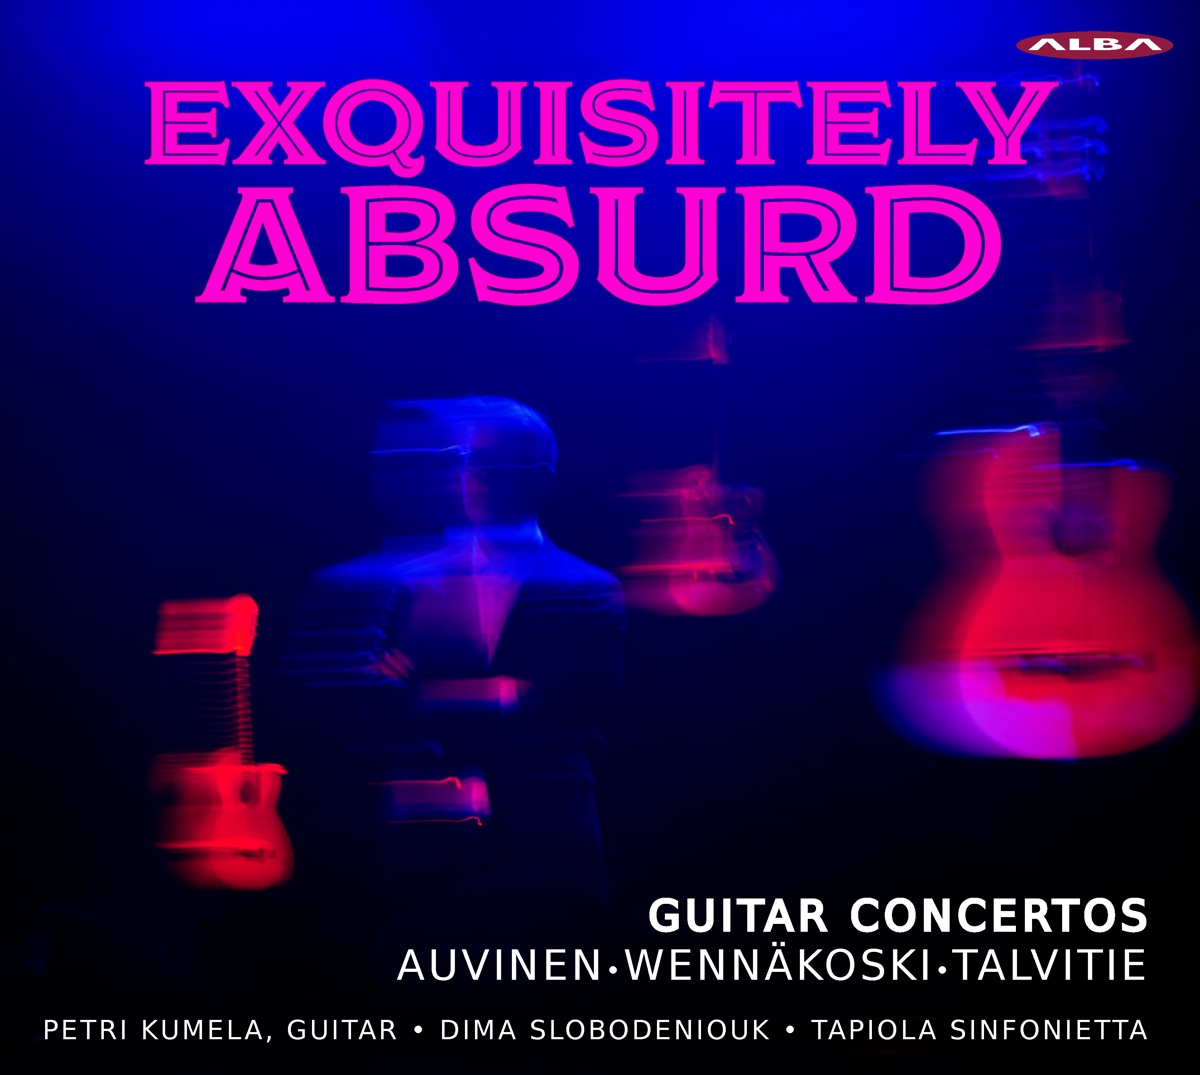 ALBA
EXQUISITELY
ABSURD
GUITAR CONCERTOS
AUVINEN•WENNÄKOSKI•TALVITIE
PETRI KUMELA, GUITAR • DIMA SLOBODENIOUK • TAPIOLA SINFONIETTA